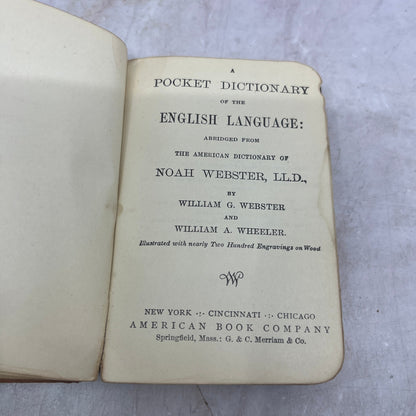 A
POCKET DICTIONARY
OF THE
ENGLISH LANGUAGE:
ABRIDGED FROM
THE AMERICAN DICTIONARY OF
NOAH WEBSTER, LL.D.,
BY
WILLIAM G. WEBSTER
AND
WILLIAM A. WHEELER.
Illustrated with nearly Two Hundred Engravings on Wood
W
NEW YORK ·:· CINCINNATI ·:· CHICAGO
AMERICAN BOOK COMPANY
Springfield, Mass.: G. & C. Merriam & Co.